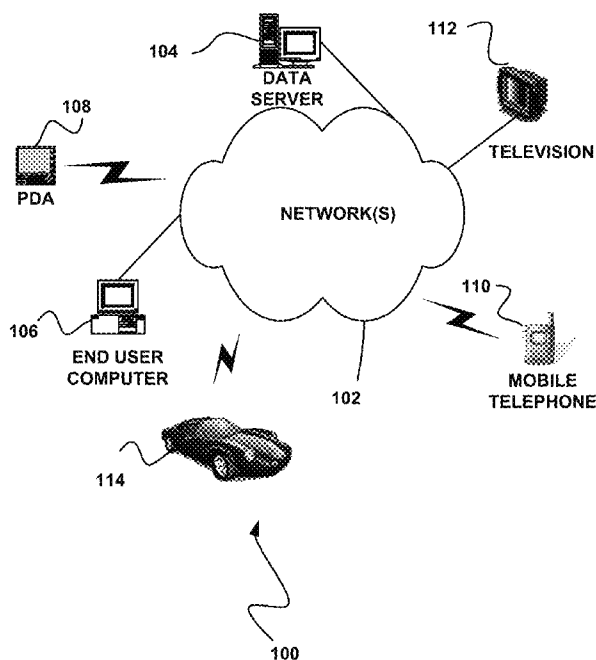 112
104
DATA
SERVER
108
TELEVISION
PDA
NETWORK(S)
110
106
END USER
COMPUTER
MOBILE
TELEPHONE
102
114
100